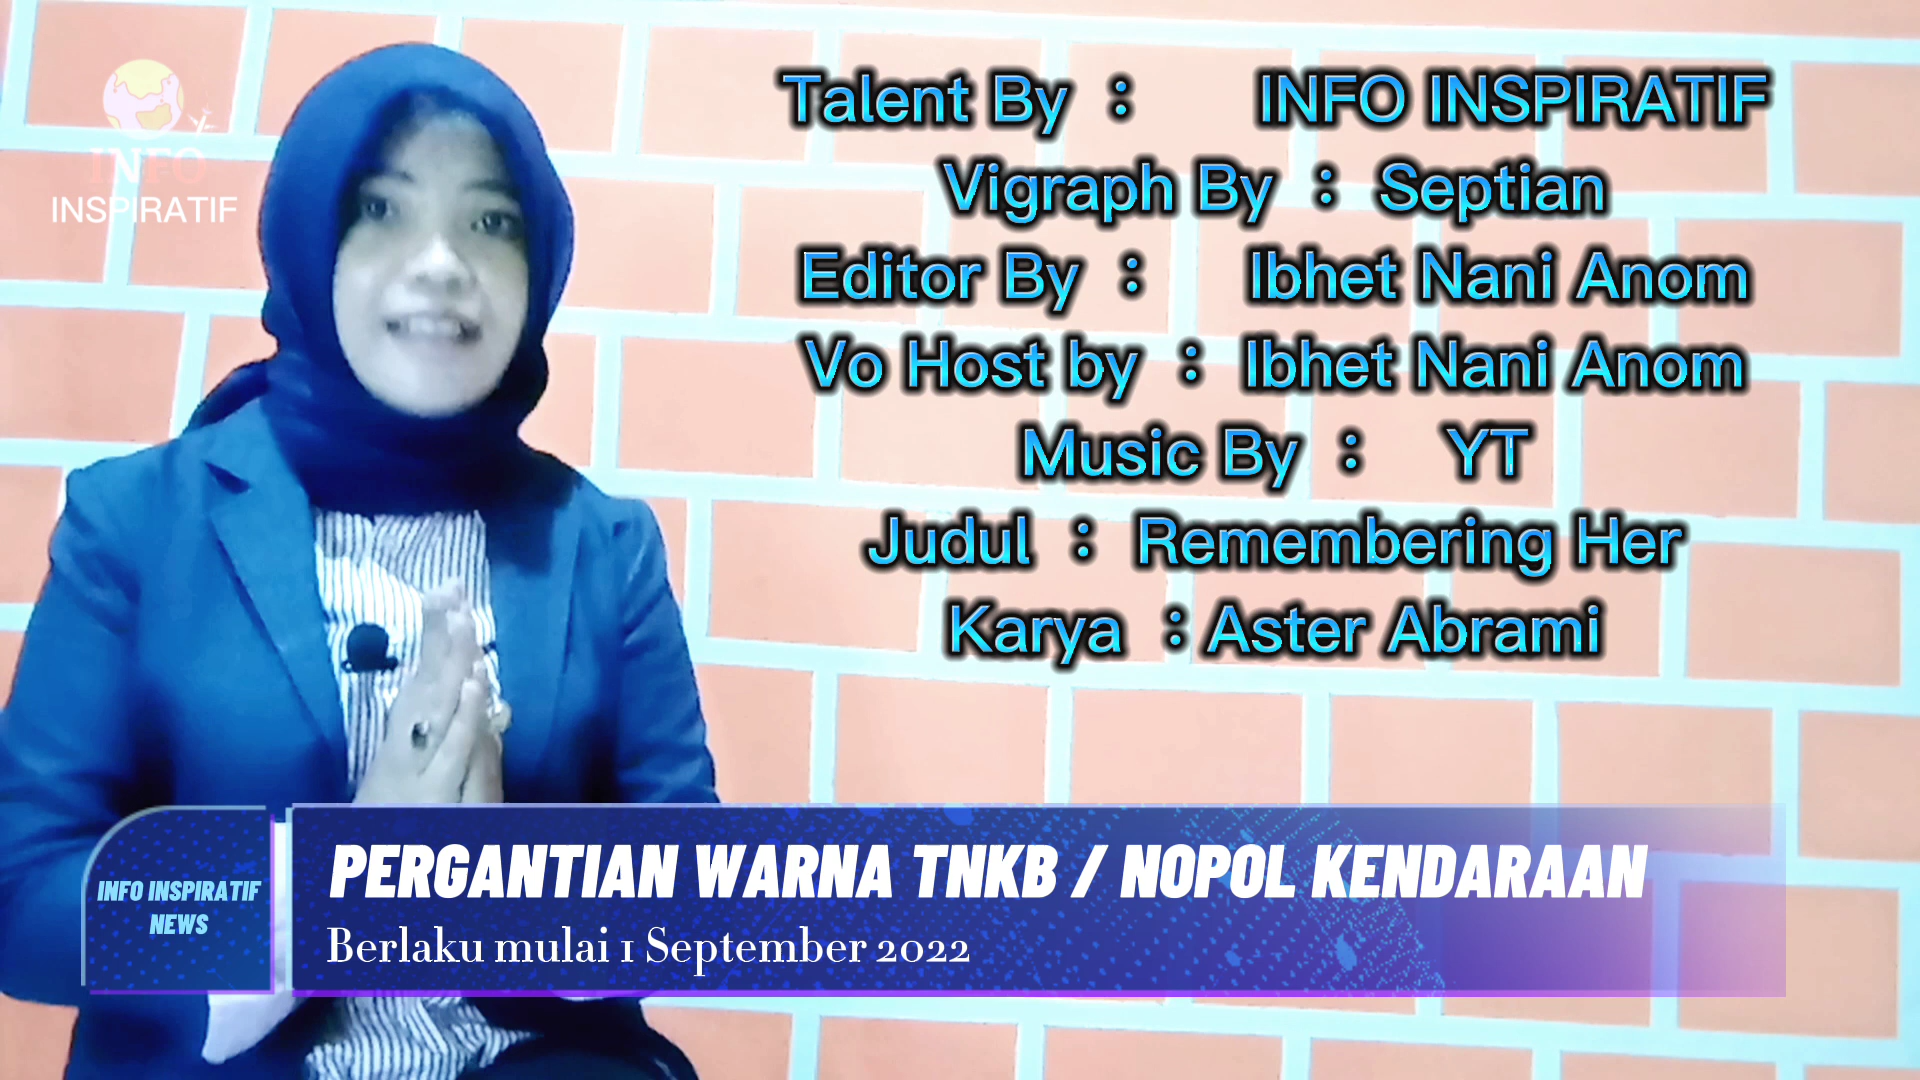 INFO
INSPIRATIF
Talent By : INFO INSPIRATIF
Vigraph By : Septian
Editor By : Ibhet Nani Anom
Vo Host by : Ibhet Nani Anom
Music By : YT
Judul : Remembering Her
Karya : Aster Abrami
INFO INSPIRATIF
NEWS
PERGANTIAN WARNA TNKB / NOPOL KENDARAAN
Berlaku mulai 1 September 2022